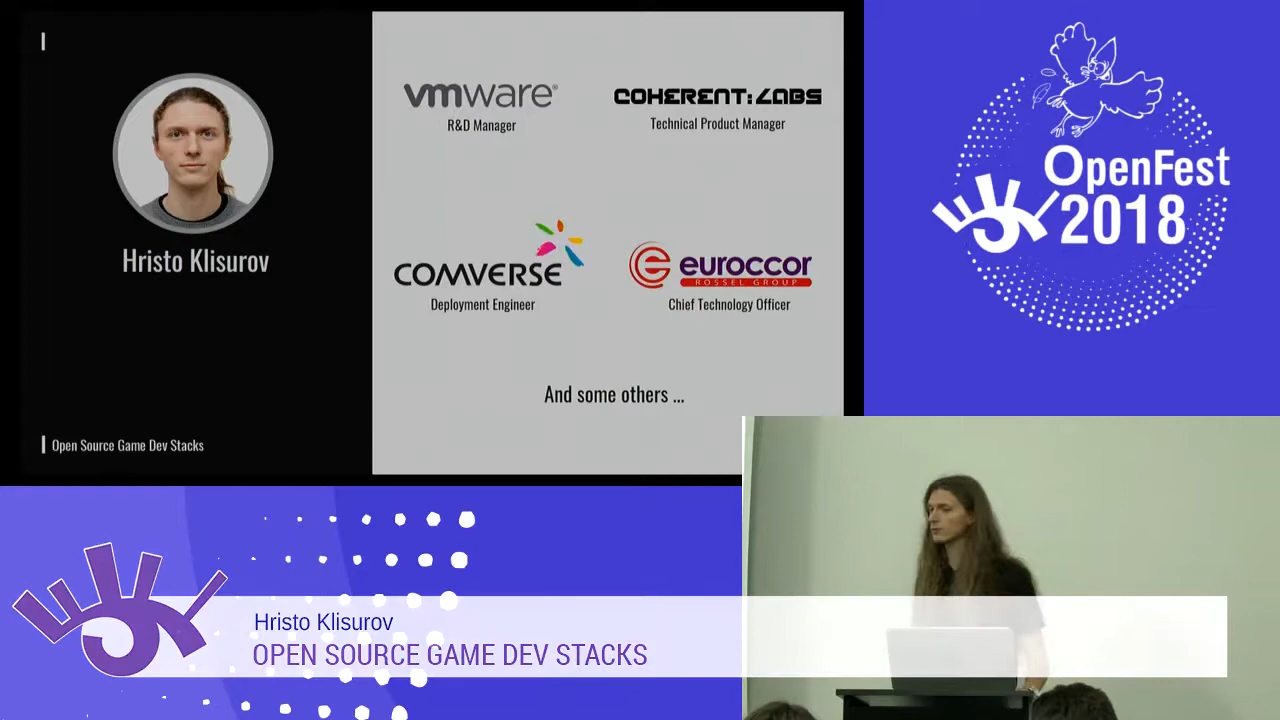 vmware®
R&D Manager
COHERENT:LABS
Technical Product Manager
Hristo Klisurov
COMVERSE
Deployment Engineer
euroccor
ROSSEL GROUP
Chief Technology Officer
And some others ...
Open Source Game Dev Stacks
OpenFest
2018
Hristo Klisurov
OPEN SOURCE GAME DEV STACKS